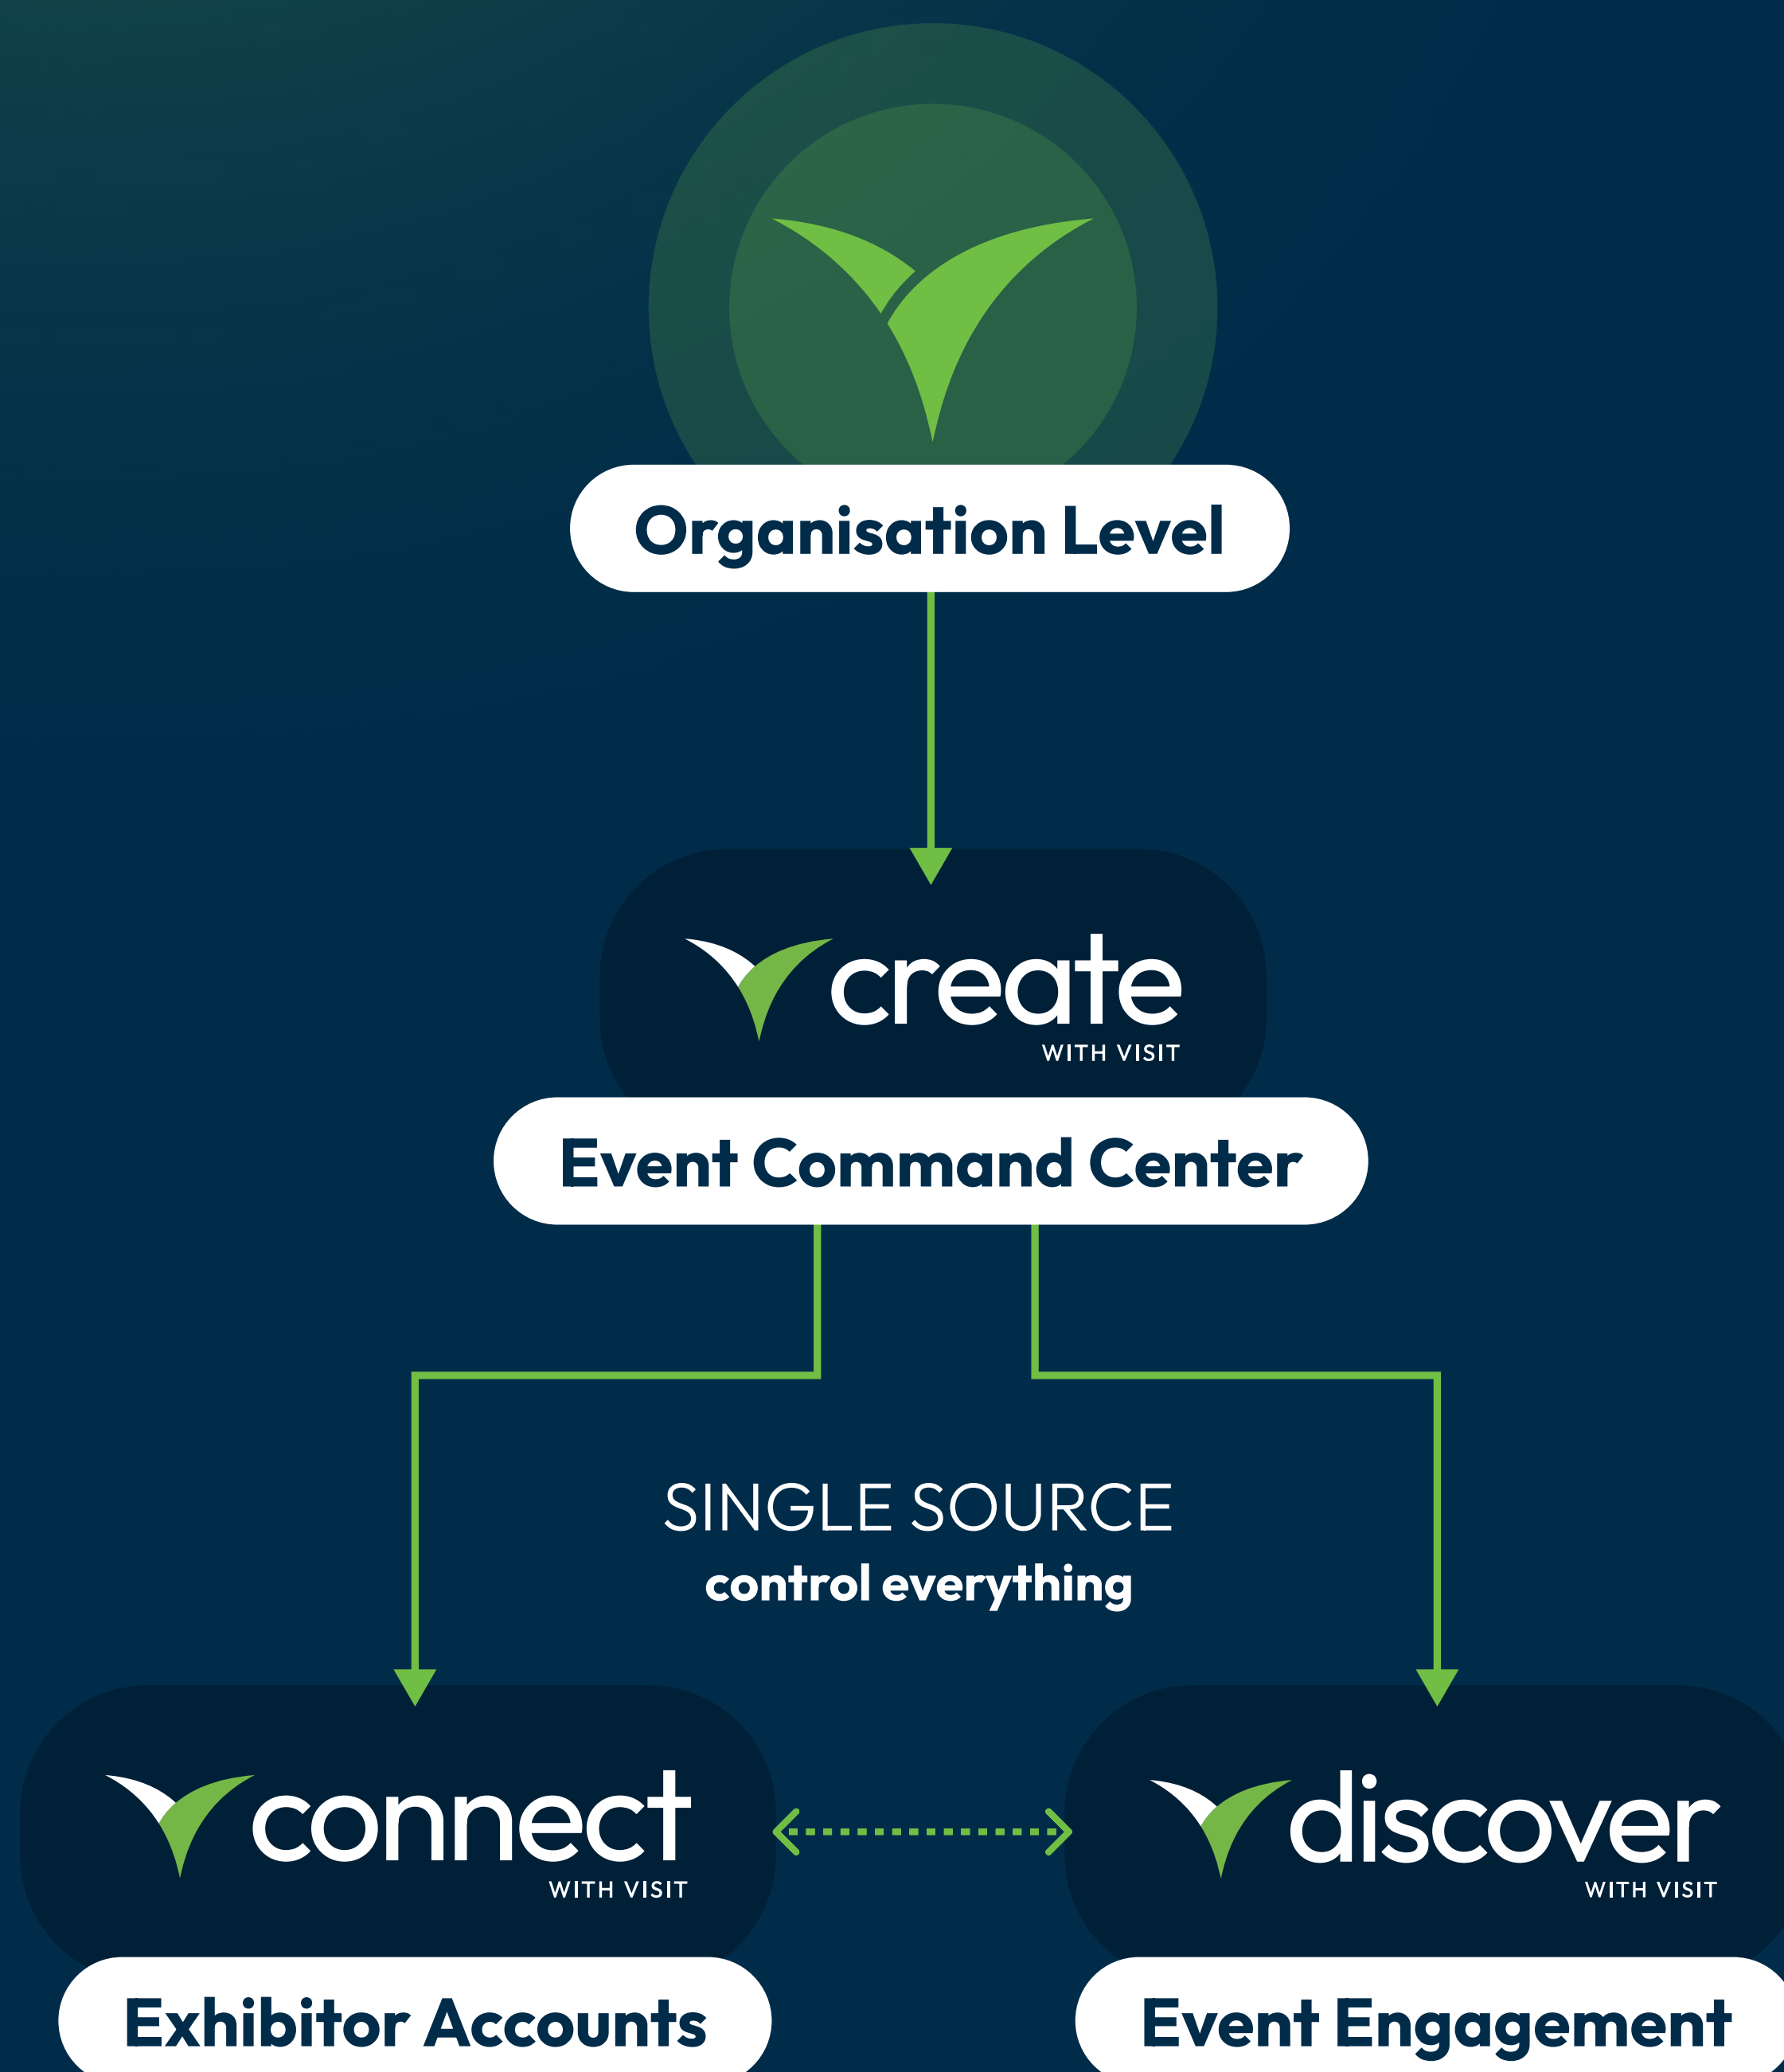 Organisation Level
create
WITH VISIT
Event Command Center
SINGLE SOURCE
control everything
connect
WITH VISIT
discover
WITH VISIT
Exhibitor Accounts
Event Engagement